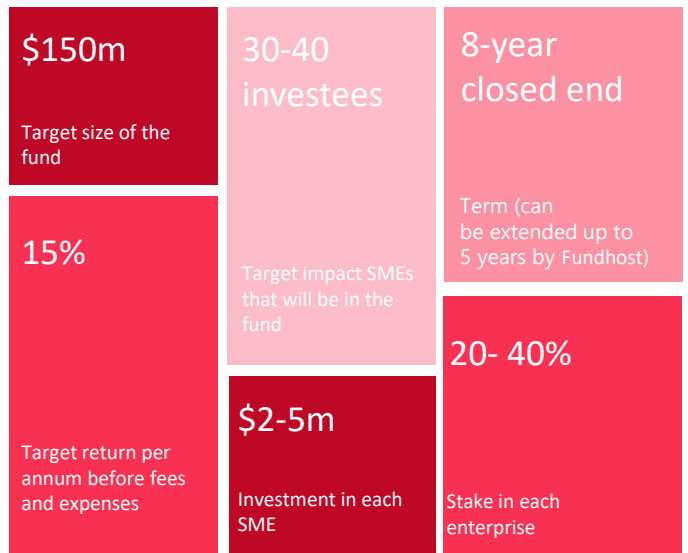 $150m
Target size of the
fund
15%
Target return per
annum before fees
and expenses
30-40
investees
Target impact SMEs
that will be in the
fund
$2-5m
Investment in each
SME
8-year
closed end
Term (can
be extended up to
5 years by Fundhost)
20- 40%
Stake in each
enterprise